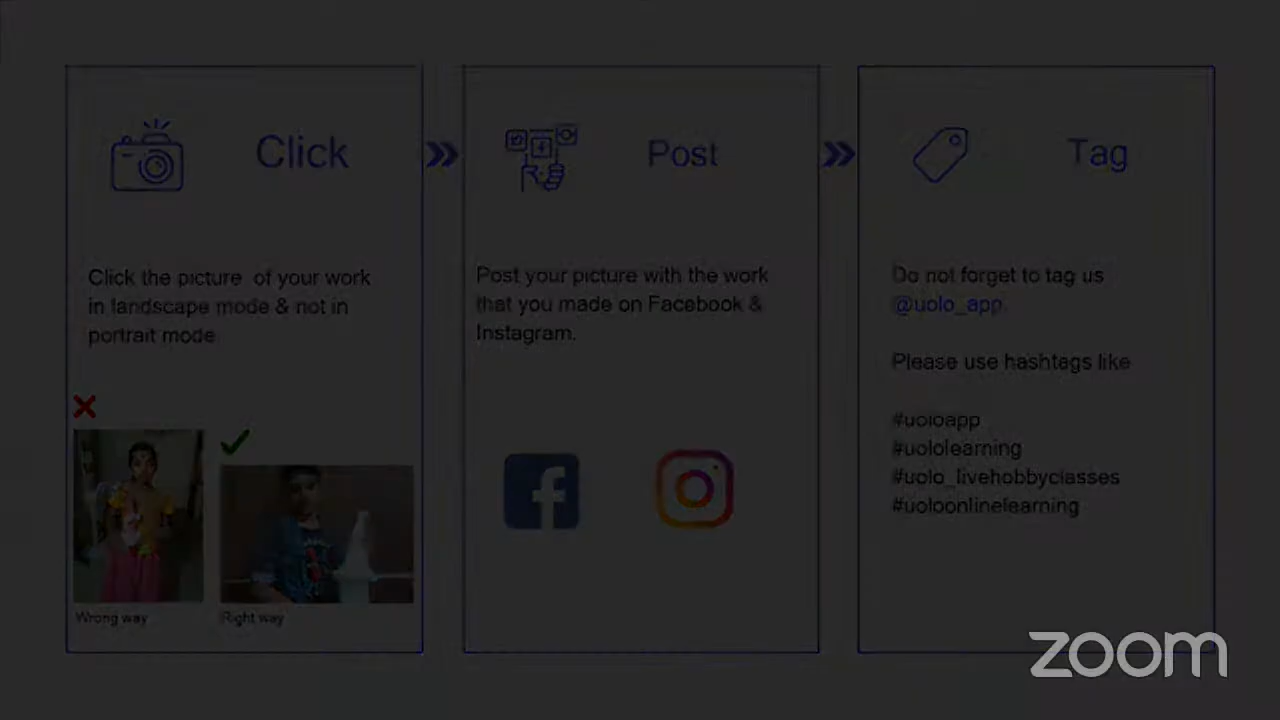 Click
Click the picture of your work
in landscape mode & not in
portrait mode
Wrong way
Right way
Post
Post your picture with the work
that you made on Facebook &
Instagram.
Tag
Do not forget to tag us
@uolo_app
Please use hashtags like
#uoloapp
#uololearning
#uolo_livehobbyclasses
#uoloonlinelearning
zoom